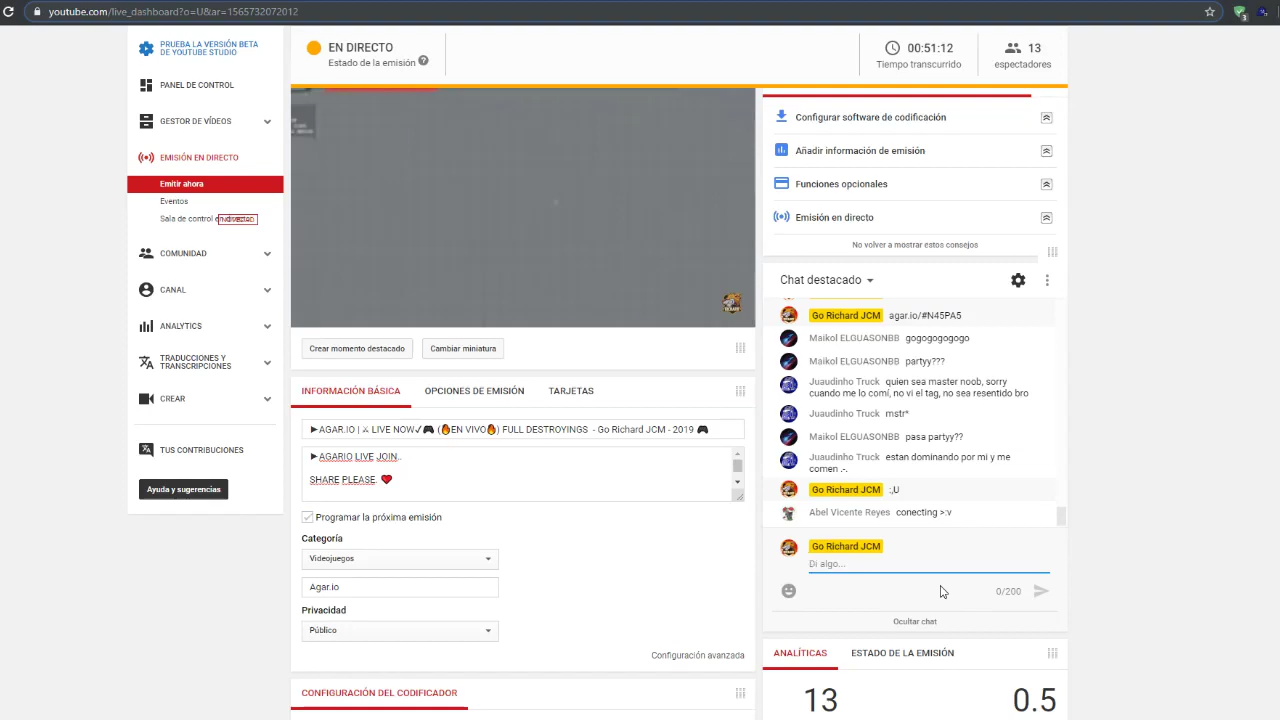 youtube.com/live_dashboard?o=U&ar=1565732072012
3
PRUEBA LA VERSIÓN BETA
DE YOUTUBE STUDIO
PANEL DE CONTROL
GESTOR DE VÍDEOS
EMISIÓN EN DIRECTO
Emitir ahora
Eventos
Sala de control en directo
COMUNIDAD
CANAL
ANALYTICS
TRADUCCIONES Y
TRANSCRIPCIONES
CREAR
TUS CONTRIBUCIONES
Ayuda y sugerencias
EN DIRECTO
Estado de la emisión
00:51:12
Tiempo transcurrido
13
espectadores
Crear momento destacado
Cambiar miniatura
INFORMACIÓN BÁSICA
OPCIONES DE EMISIÓN
TARJETAS
►AGAR.IO | ⚔ LIVE NOW✓🎮 (🔥EN VIVO🔥) FULL DESTROYINGS - Go Richard JCM - 2019 🎮
►AGARIO LIVE JOIN..
SHARE PLEASE. ❤
Programar la próxima emisión
Categoría
Videojuegos
Agar.io
Privacidad
Público
Configuración avanzada
CONFIGURACIÓN DEL CODIFICADOR
Configurar software de codificación
Añadir información de emisión
Funciones opcionales
Emisión en directo
No volver a mostrar estos consejos
Chat destacado
Go Richard JCM agar.io/#N45PA5
Maikol ELGUASONBB gogogogogogo
Maikol ELGUASONBB partyy???
Juaudinho Truck quien sea master noob, sorry
cuando me lo comí, no vi el tag, no sea resentido bro
Juaudinho Truck mstr*
Maikol ELGUASONBB pasa partyy??
Juaudinho Truck estan dominando por mi y me
comen .-.
Go Richard JCM :,U
Abel Vicente Reyes conecting >:v
Go Richard JCM
Di algo...
0/200
Ocultar chat
ANALÍTICAS
ESTADO DE LA EMISIÓN
13
0.5